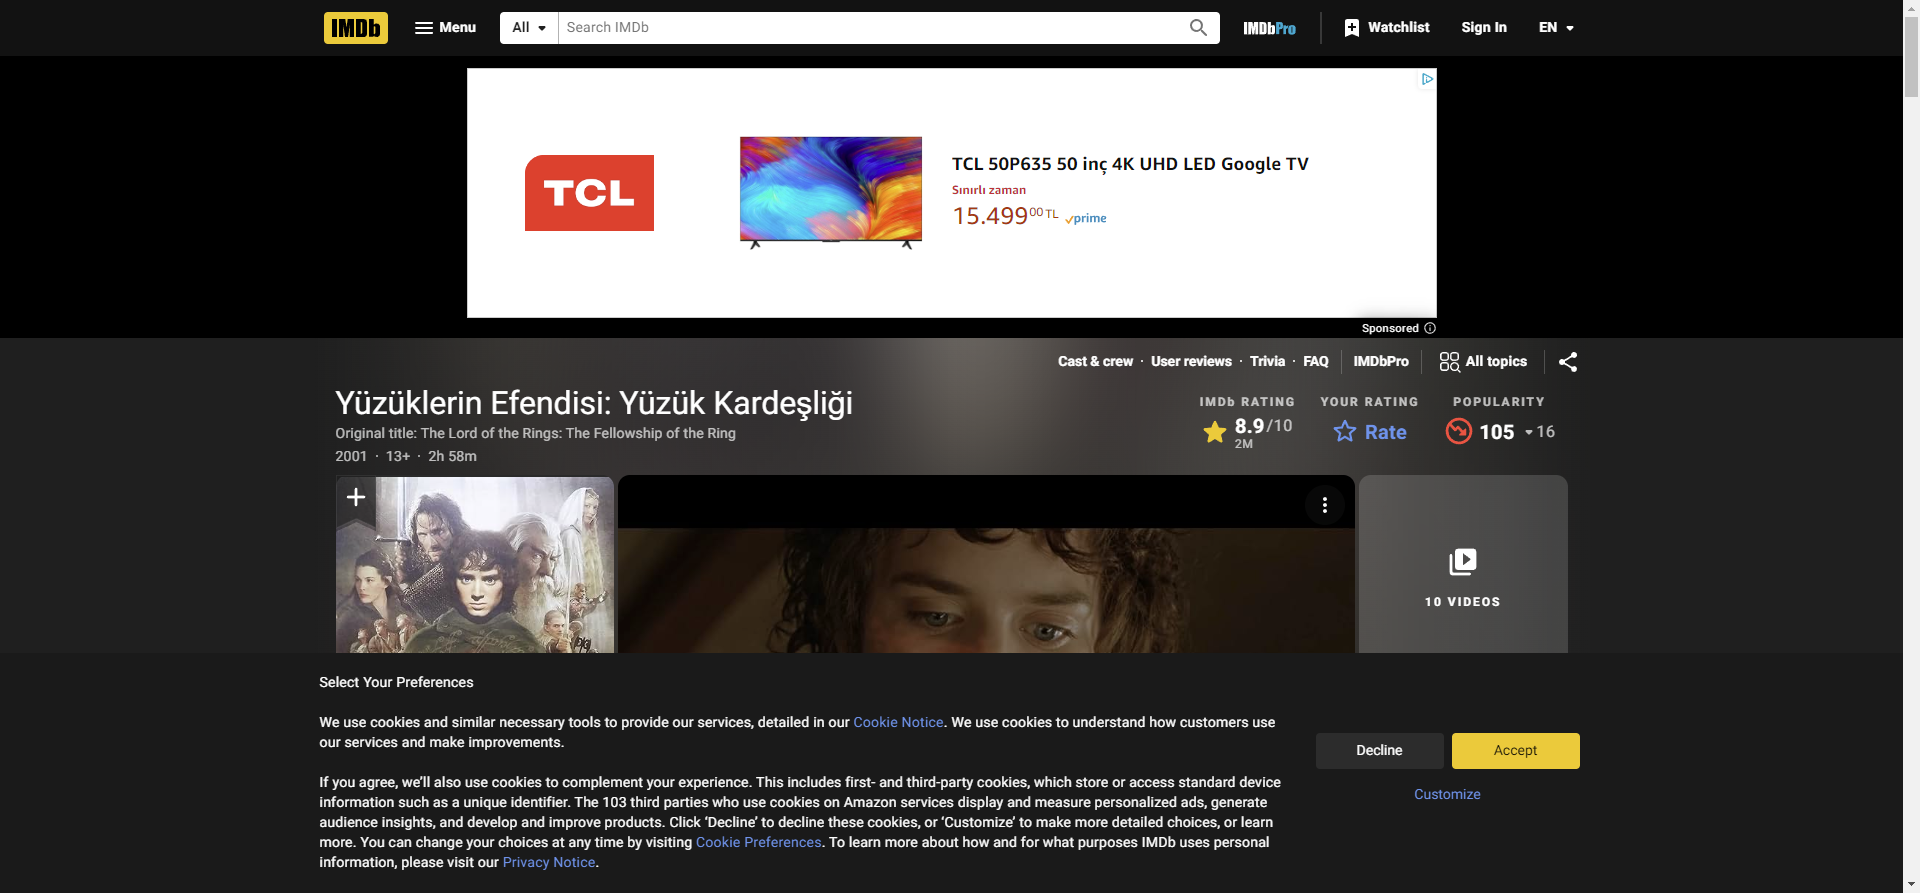 IMDb
Menu
All
Search IMDb
IMDbPro
Watchlist
Sign In
EN
TCL
TCL 50P635 50 inç 4K UHD LED Google TV
Sınırlı zaman
15.499⁰⁰ TL prime
Sponsored
Cast & crew · User reviews · Trivia · FAQ
IMDbPro
All topics
Yüzüklerin Efendisi: Yüzük Kardeşliği
Original title: The Lord of the Rings: The Fellowship of the Ring
2001 · 13+ · 2h 58m
IMDb RATING
8.9/10
2M
YOUR RATING
Rate
POPULARITY
105
16
10 VIDEOS
Select Your Preferences
We use cookies and similar necessary tools to provide our services, detailed in our Cookie Notice. We use cookies to understand how customers use
our services and make improvements.
If you agree, we’ll also use cookies to complement your experience. This includes first- and third-party cookies, which store or access standard device
information such as a unique identifier. The 103 third parties who use cookies on Amazon services display and measure personalized ads, generate
audience insights, and develop and improve products. Click ‘Decline’ to decline these cookies, or ‘Customize’ to make more detailed choices, or learn
more. You can change your choices at any time by visiting Cookie Preferences. To learn more about how and for what purposes IMDb uses personal
information, please visit our Privacy Notice.
Decline
Accept
Customize